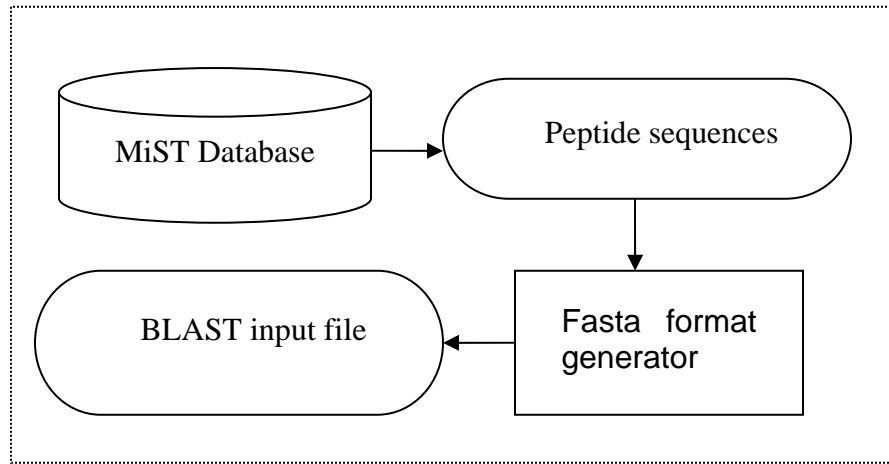 MiST Database
Peptide sequences
BLAST input file
Fasta format
generator